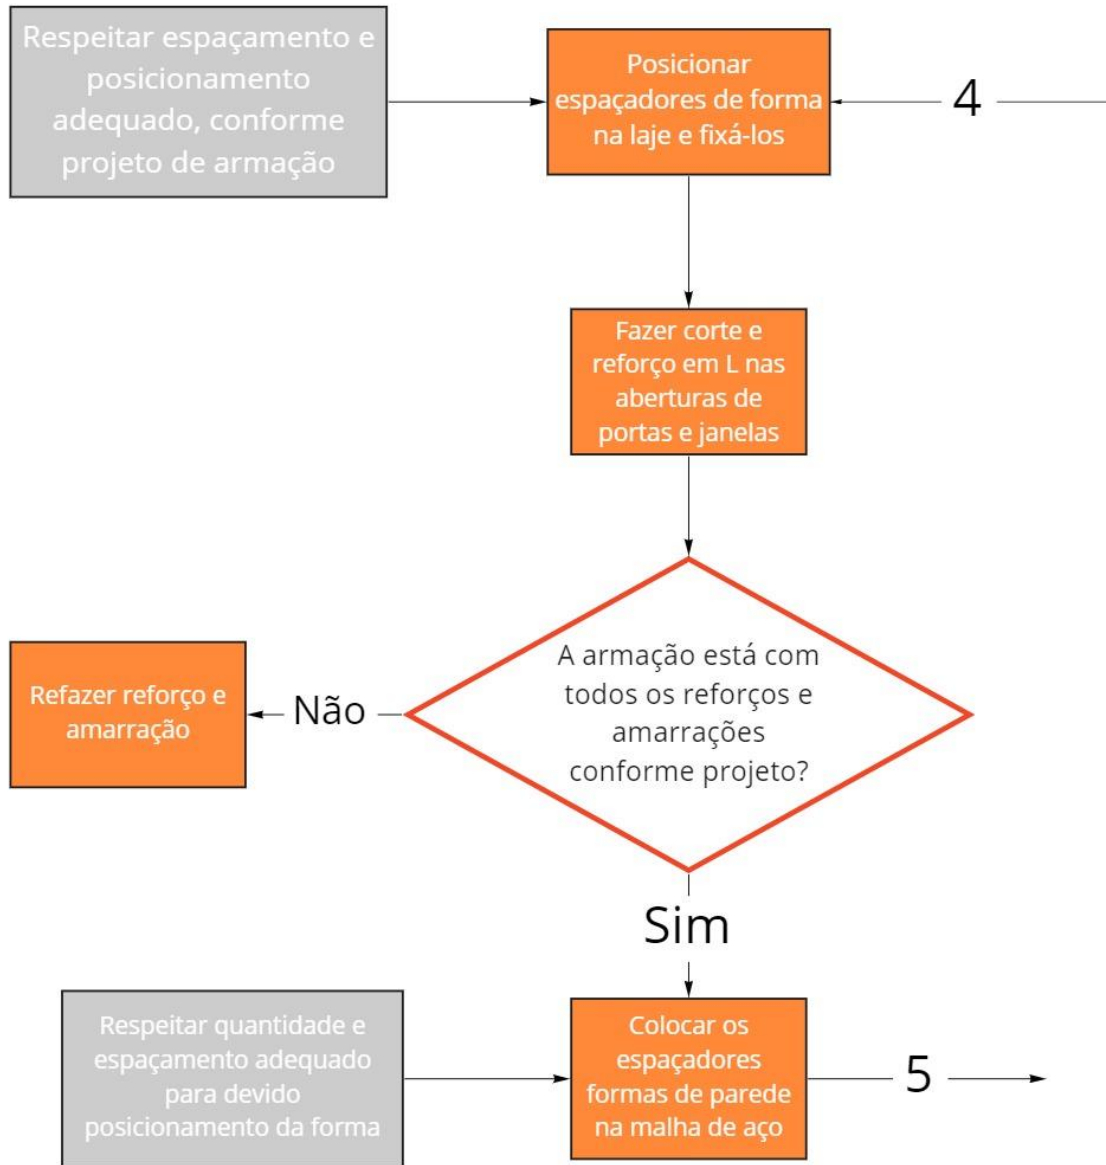 Respeitar espaçamento e
posicionamento
adequado, conforme
projeto de armação
Posicionar
espaçadores de forma
na laje e fixá-los
4
Fazer corte e
reforço em L nas
aberturas de
portas e janelas
A armação está com
todos os reforços e
amarrações
conforme projeto?
Não
Refazer reforço e
amarração
Sim
Respeitar quantidade e
espaçamento adequado
para devido
posicionamento da forma
Colocar os
espaçadores
formas de parede
na malha de aço
5